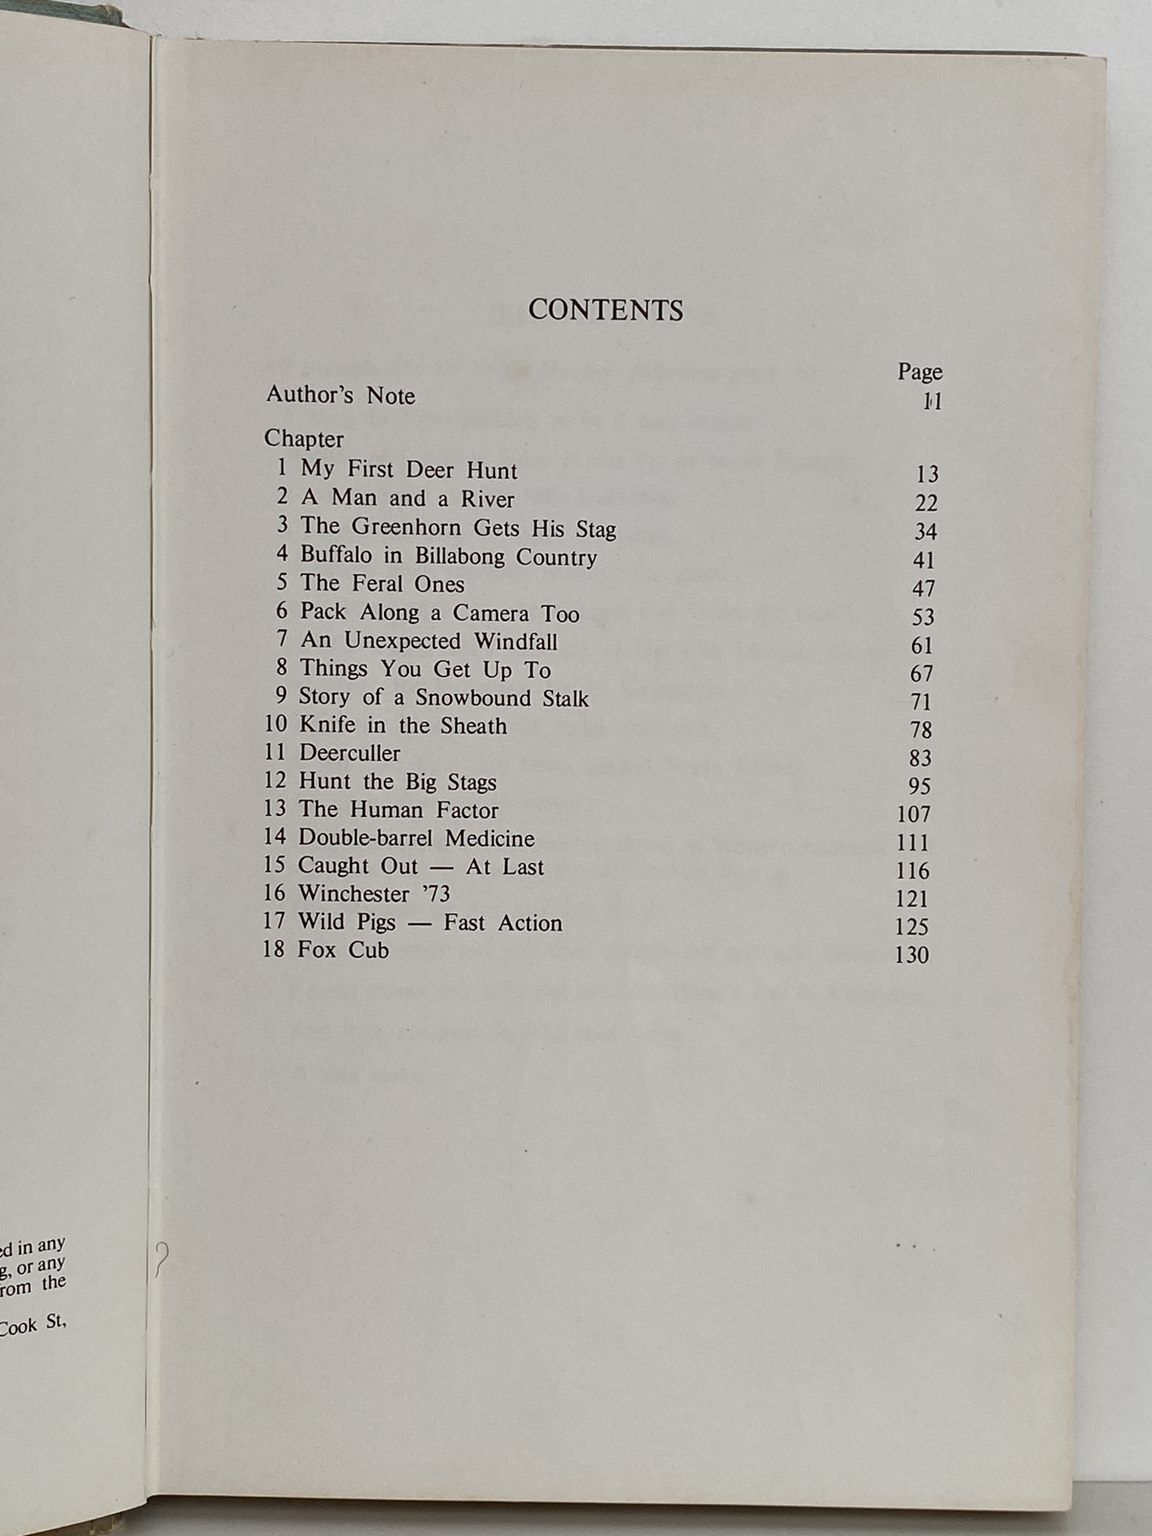 CONTENTS
Page
Author's Note 11
Chapter
1 My First Deer Hunt 13
2 A Man and a River 22
3 The Greenhorn Gets His Stag 34
4 Buffalo in Billabong Country 41
5 The Feral Ones 47
6 Pack Along a Camera Too 53
7 An Unexpected Windfall 61
8 Things You Get Up To 67
9 Story of a Snowbound Stalk 71
10 Knife in the Sheath 78
11 Deerculler 83
12 Hunt the Big Stags 95
13 The Human Factor 107
14 Double-barrel Medicine 111
15 Caught Out — At Last 116
16 Winchester '73 121
17 Wild Pigs — Fast Action 125
18 Fox Cub 130
ed in any
g, or any
rom the
Cook St,